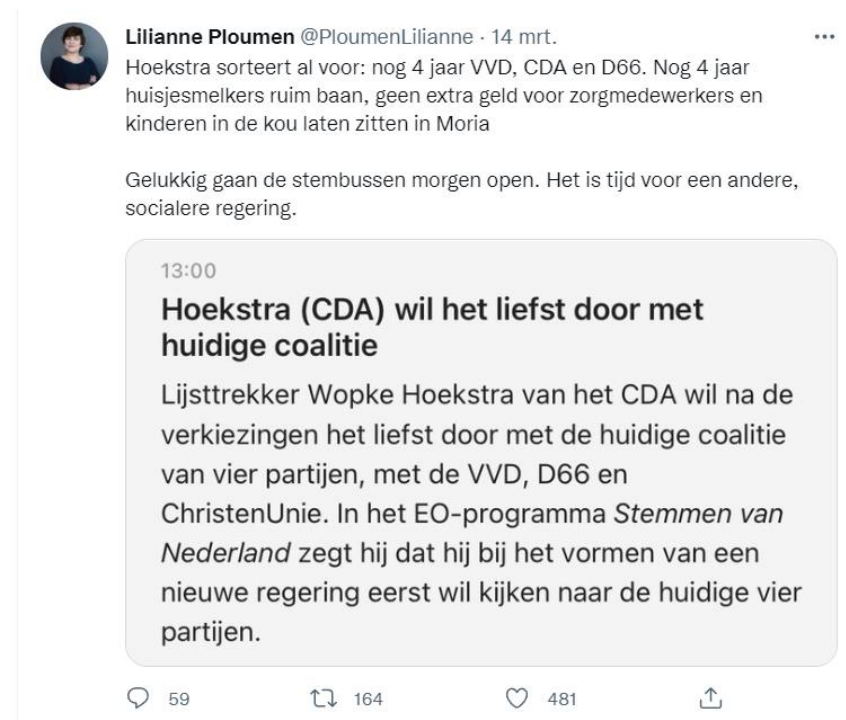 Lilianne Ploumen @PloumenLilianne · 14 mrt.
Hoekstra sorteert al voor: nog 4 jaar VVD, CDA en D66. Nog 4 jaar
huisjesmelkers ruim baan, geen extra geld voor zorgmedewerkers en
kinderen in de kou laten zitten in Moria
Gelukkig gaan de stembussen morgen open. Het is tijd voor een andere,
socialere regering.
13:00
Hoekstra (CDA) wil het liefst door met
huidige coalitie
Lijsttrekker Wopke Hoekstra van het CDA wil na de
verkiezingen het liefst door met de huidige coalitie
van vier partijen, met de VVD, D66 en
ChristenUnie. In het EO-programma Stemmen van
Nederland zegt hij dat hij bij het vormen van een
nieuwe regering eerst wil kijken naar de huidige vier
partijen.
59 164 481